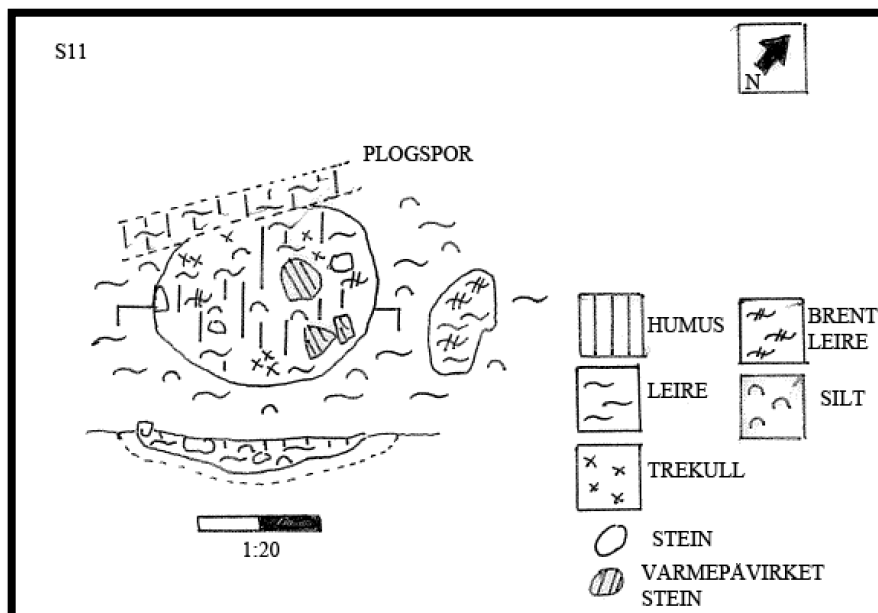 S11
N
PLOGSPOR
HUMUS
BRENT
LEIRE
LEIRE
SILT
TREKULL
STEIN
VARMEPÅVIRKET
STEIN
1:20